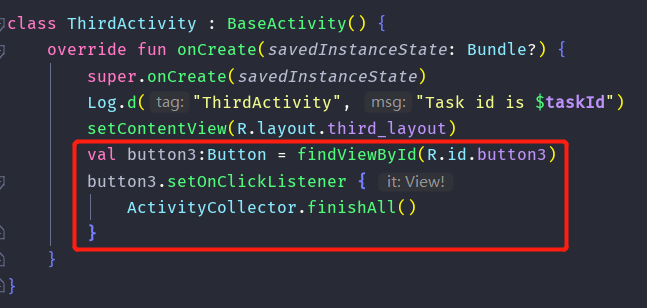 class ThirdActivity : BaseActivity() {
override fun onCreate(savedInstanceState: Bundle?) {
super.onCreate(savedInstanceState)
Log.d( tag: "ThirdActivity", msg: "Task id is $taskId")
setContentView(R.layout.third_layout)
val button3:Button = findViewById(R.id.button3)
button3.setOnClickListener { it: View!
ActivityCollector.finishAll()
}
}
}